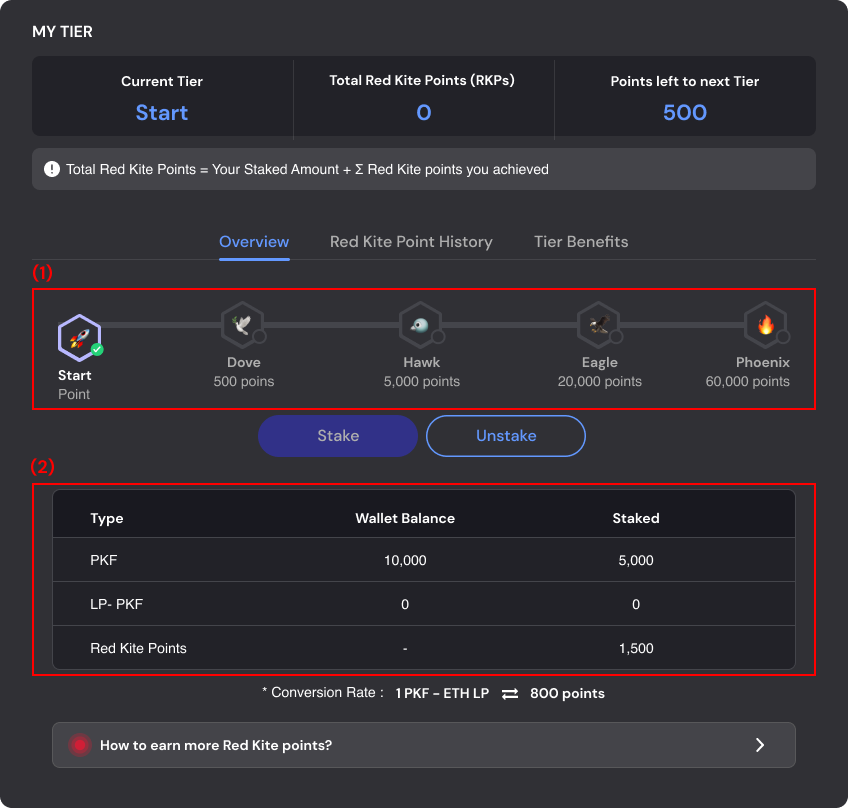 MY TIER
Current Tier
Start
Total Red Kite Points (RKPs)
0
Points left to next Tier
500
! Total Red Kite Points = Your Staked Amount + Σ Red Kite points you achieved
Overview Red Kite Point History Tier Benefits
(1)
Start
Point
Dove
500 poins
Hawk
5,000 points
Eagle
20,000 points
Phoenix
60,000 points
Stake Unstake
(2)
Type Wallet Balance Staked
PKF 10,000 5,000
LP- PKF 0 0
Red Kite Points - 1,500
* Conversion Rate : 1 PKF - ETH LP ⇄ 800 points
How to earn more Red Kite points?